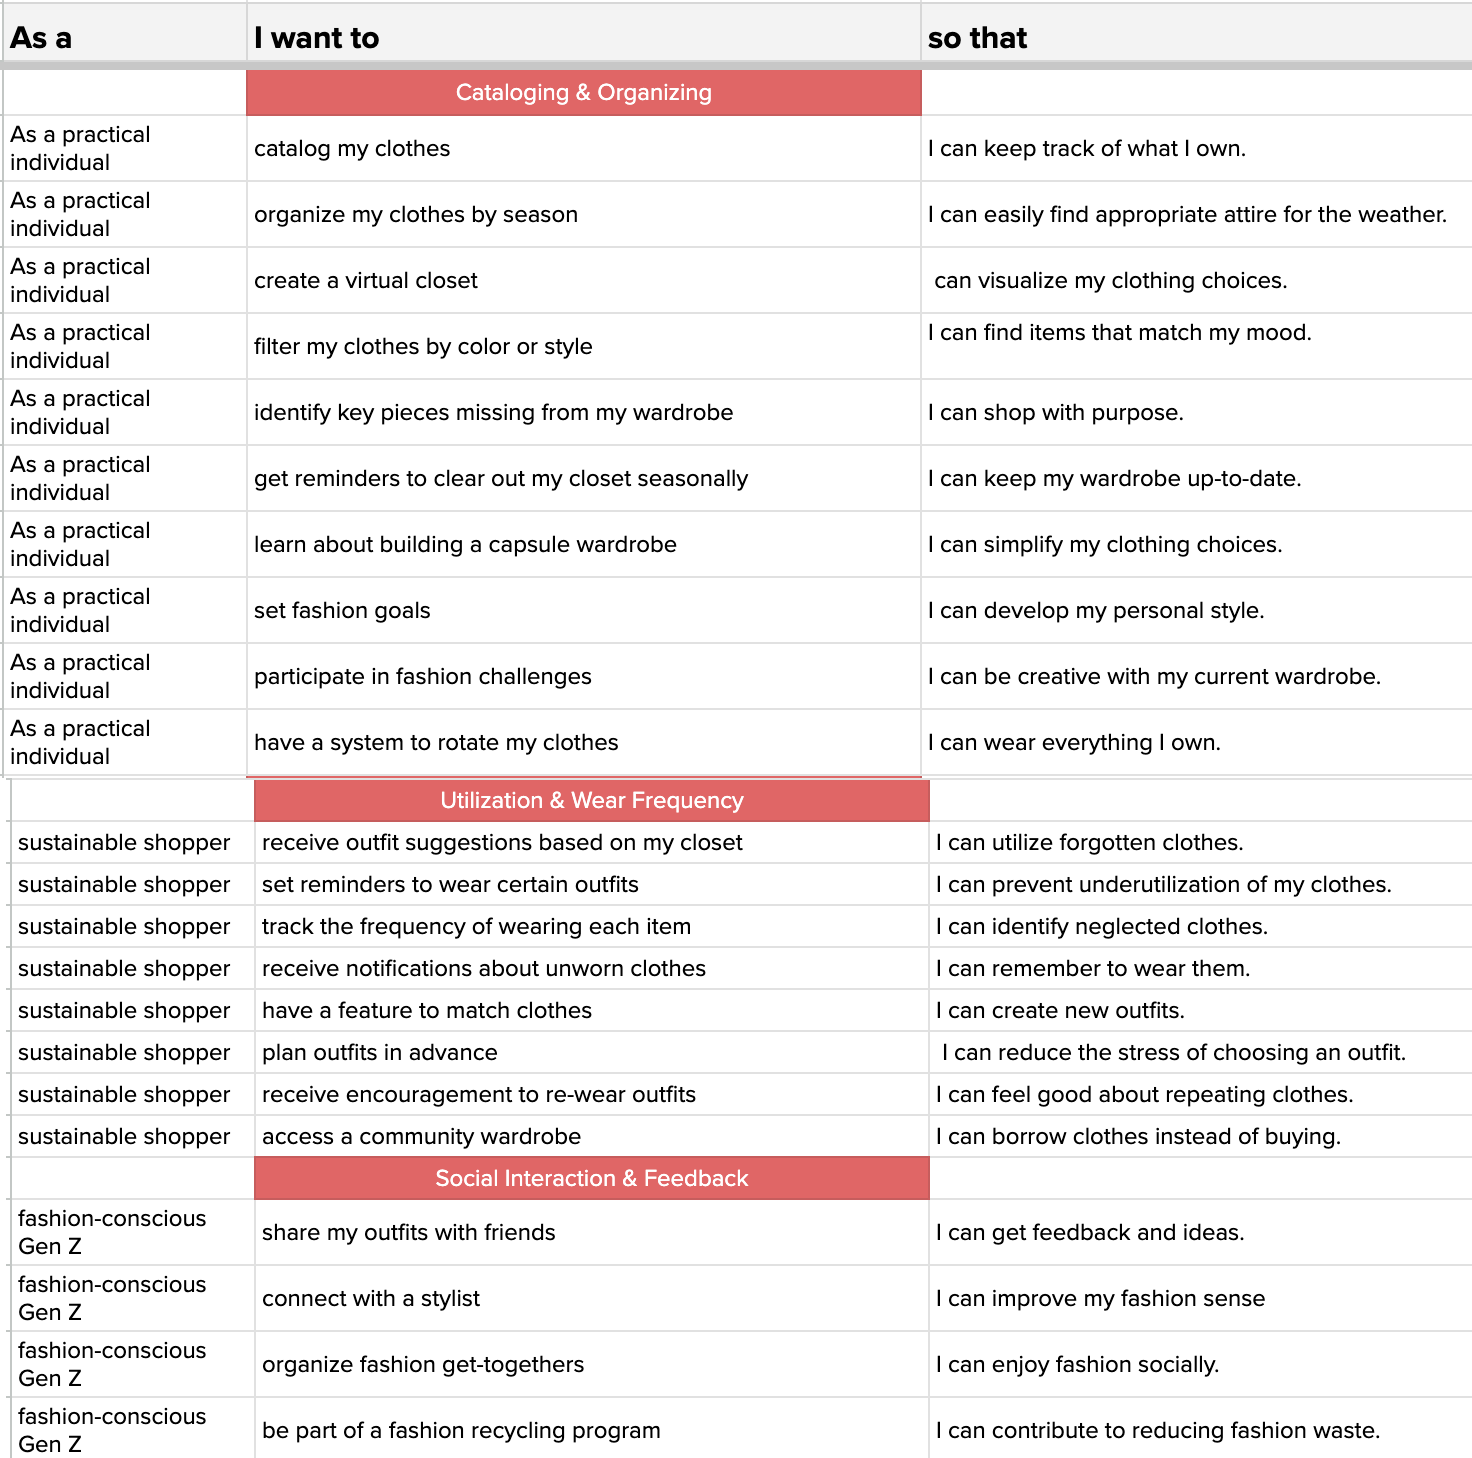 As a I want to so that
Cataloging & Organizing
As a practical
individual
catalog my clothes
I can keep track of what I own.
As a practical
individual
organize my clothes by season
I can easily find appropriate attire for the weather.
As a practical
individual
create a virtual closet
can visualize my clothing choices.
As a practical
individual
filter my clothes by color or style
I can find items that match my mood.
As a practical
individual
identify key pieces missing from my wardrobe
I can shop with purpose.
As a practical
individual
get reminders to clear out my closet seasonally
I can keep my wardrobe up-to-date.
As a practical
individual
learn about building a capsule wardrobe
I can simplify my clothing choices.
As a practical
individual
set fashion goals
I can develop my personal style.
As a practical
individual
participate in fashion challenges
I can be creative with my current wardrobe.
As a practical
individual
have a system to rotate my clothes
I can wear everything I own.
Utilization & Wear Frequency
sustainable shopper receive outfit suggestions based on my closet I can utilize forgotten clothes.
sustainable shopper set reminders to wear certain outfits I can prevent underutilization of my clothes.
sustainable shopper track the frequency of wearing each item I can identify neglected clothes.
sustainable shopper receive notifications about unworn clothes I can remember to wear them.
sustainable shopper have a feature to match clothes I can create new outfits.
sustainable shopper plan outfits in advance I can reduce the stress of choosing an outfit.
sustainable shopper receive encouragement to re-wear outfits I can feel good about repeating clothes.
sustainable shopper access a community wardrobe I can borrow clothes instead of buying.
Social Interaction & Feedback
fashion-conscious
Gen Z
share my outfits with friends
I can get feedback and ideas.
fashion-conscious
Gen Z
connect with a stylist
I can improve my fashion sense
fashion-conscious
Gen Z
organize fashion get-togethers
I can enjoy fashion socially.
fashion-conscious
Gen Z
be part of a fashion recycling program
I can contribute to reducing fashion waste.